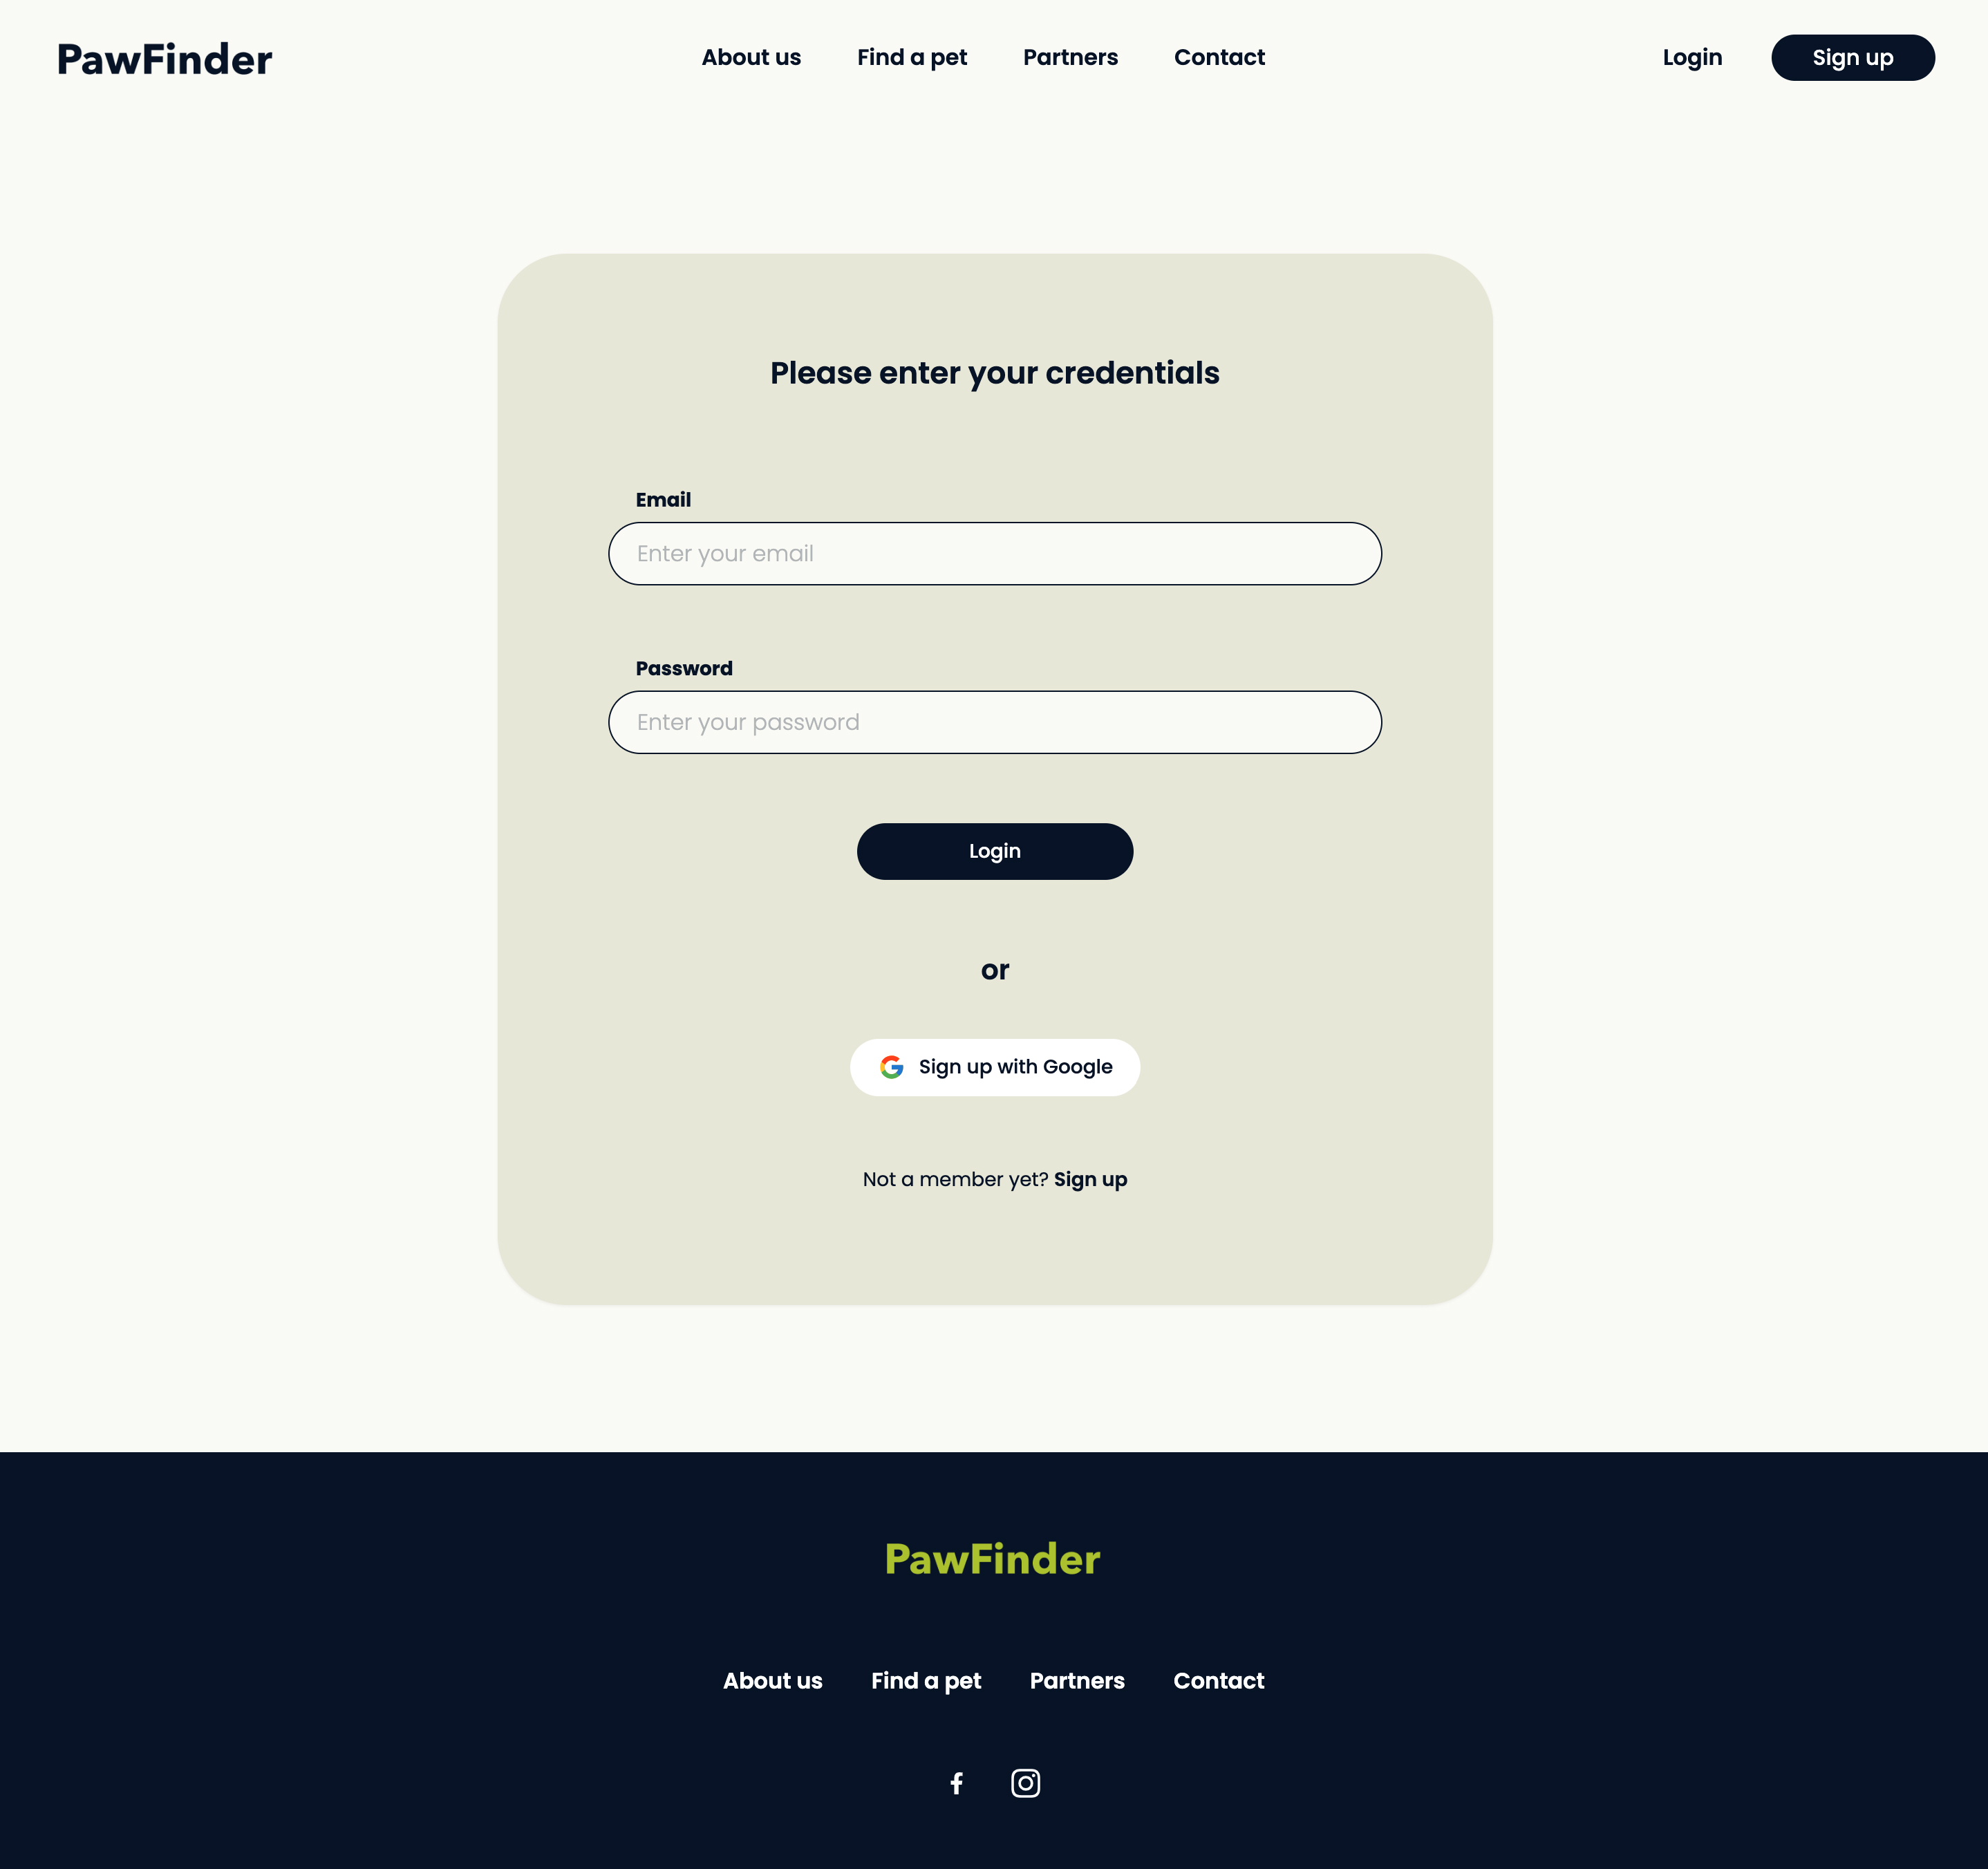 PawFinder
About us Find a pet Partners Contact
Login Sign up
Please enter your credentials
Email
Enter your email
Password
Enter your password
Login
or
Sign up with Google
Not a member yet? Sign up
PawFinder
About us Find a pet Partners Contact